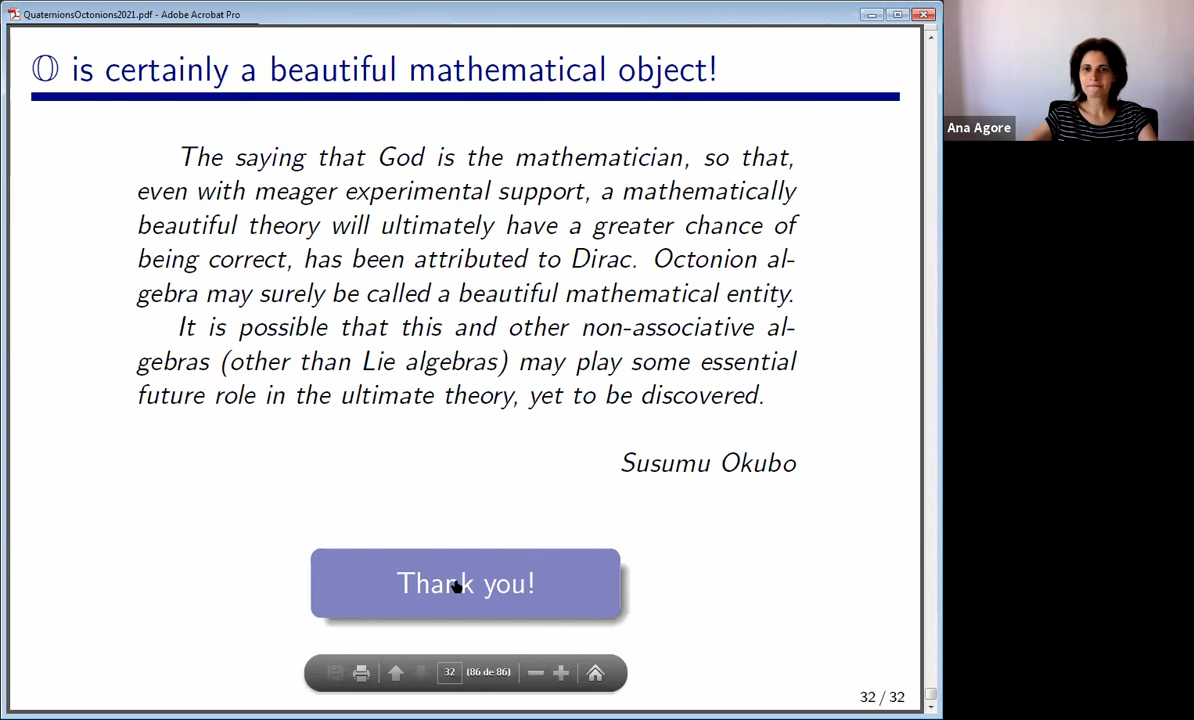 QuaternionsOctonions2021.pdf - Adobe Acrobat Pro
𝕆 is certainly a beautiful mathematical object!
Ana Agore
The saying that God is the mathematician, so that,
even with meager experimental support, a mathematically
beautiful theory will ultimately have a greater chance of
being correct, has been attributed to Dirac. Octonion al-
gebra may surely be called a beautiful mathematical entity.
It is possible that this and other non-associative al-
gebras (other than Lie algebras) may play some essential
future role in the ultimate theory, yet to be discovered.
Susumu Okubo
Thank you!
32 (86 de 86)
32 / 32